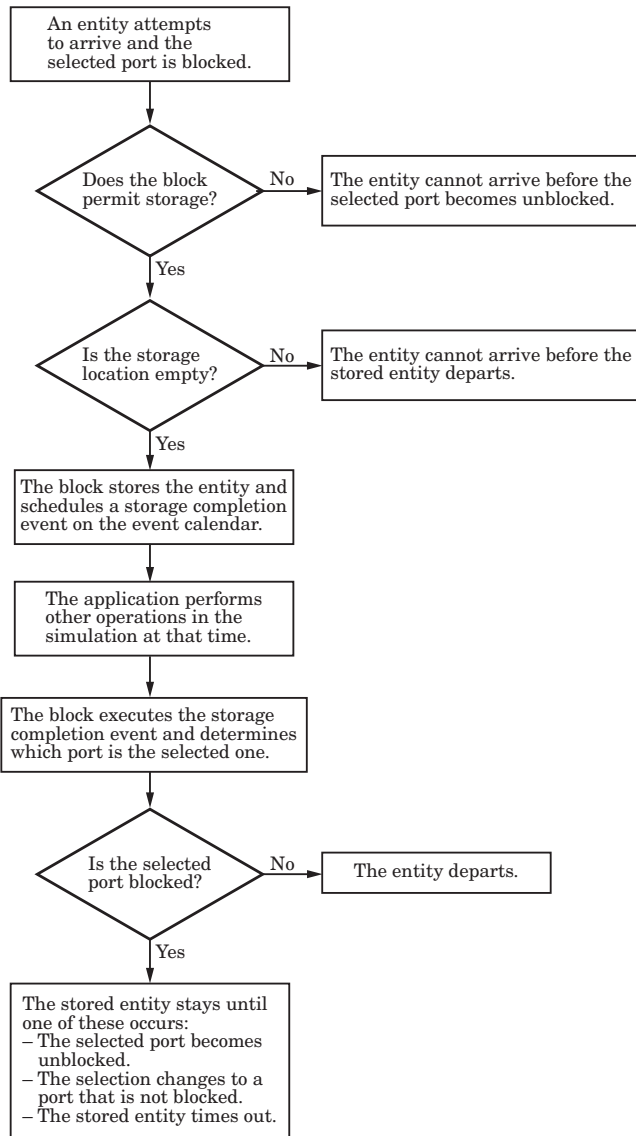 An entity attempts
to arrive and the
selected port is blocked.
Does the block
permit storage?
No
The entity cannot arrive before the
selected port becomes unblocked.
Yes
Is the storage
location empty?
No
The entity cannot arrive before the
stored entity departs.
Yes
The block stores the entity and
schedules a storage completion
event on the event calendar.
The application performs
other operations in the
simulation at that time.
The block executes the storage
completion event and determines
which port is the selected one.
Is the selected
port blocked?
No
The entity departs.
Yes
The stored entity stays until
one of these occurs:
– The selected port becomes
unblocked.
– The selection changes to a
port that is not blocked.
– The stored entity times out.